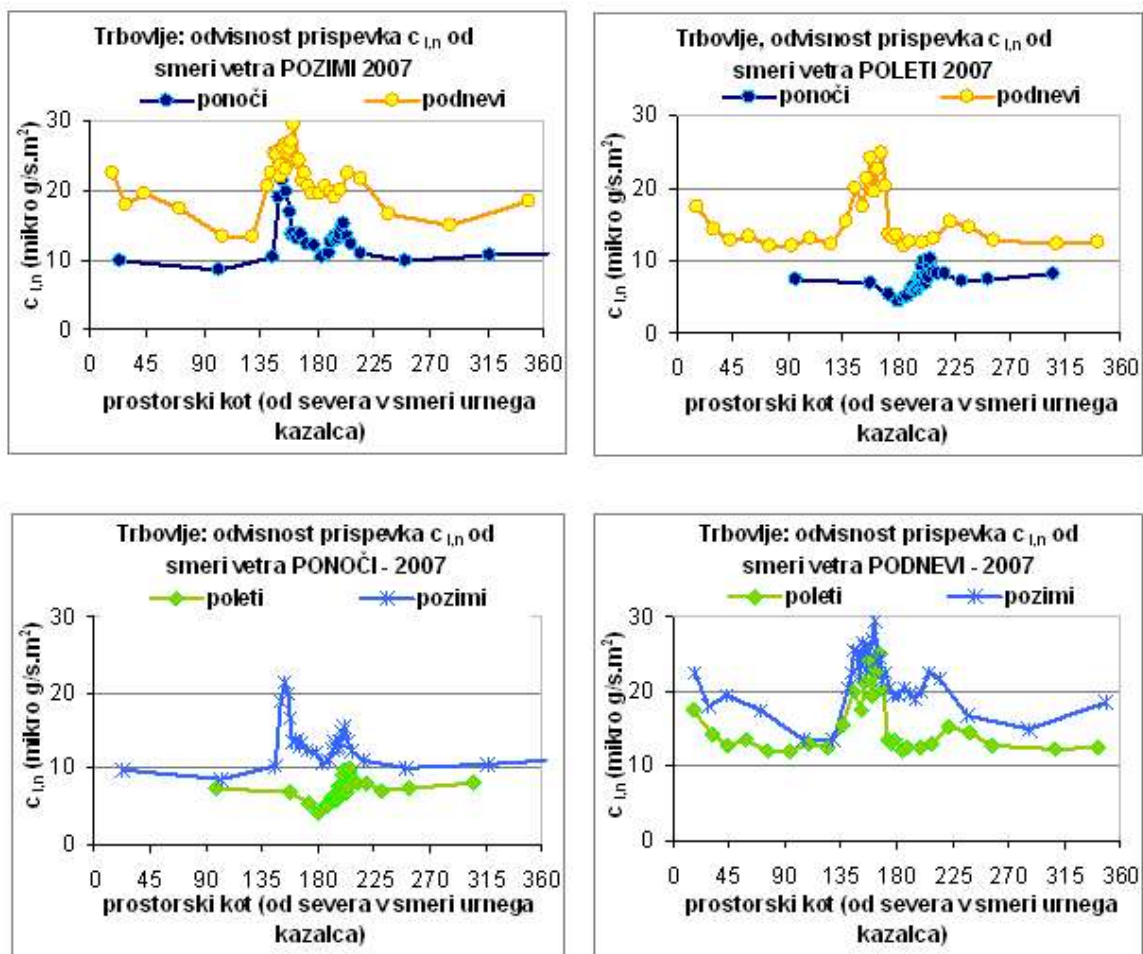 Trbovlje: odvisnost prispevka c I,n od
smeri vetra POZIMI 2007
ponoči podnevi
c I,n (mikro g/s.m²)
30
20
10
0
0 45 90 135 180 225 270 315 360
prostorski kot (od severa v smeri urnega
kazalca)
Trbovlje, odvisnost prispevka c I,n od
smeri vetra POLETI 2007
ponoči podnevi
c I,n (mikro g/s.m²)
30
20
10
0
0 45 90 135 180 225 270 315 360
prostorski kot (od severa v smeri urnega
kazalca)
Trbovlje: odvisnost prispevka c I,n od
smeri vetra PONOČI - 2007
poleti pozimi
c I,n (mikro g/s.m²)
30
20
10
0
0 45 90 135 180 225 270 315 360
prostorski kot (od severa v smeri urnega
kazalca)
Trbovlje: odvisnost prispevka c I,n od
smeri vetra PODNEVI - 2007
poleti pozimi
c I,n (mikro g/s.m²)
30
20
10
0
0 45 90 135 180 225 270 315 360
prostorski kot (od severa v smeri urnega
kazalca)